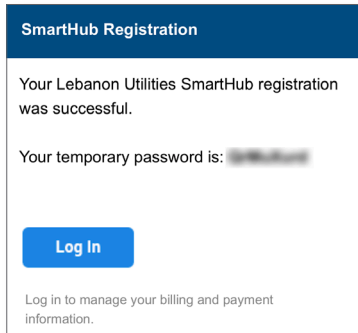 SmartHub Registration
Your Lebanon Utilities SmartHub registration
was successful.
Your temporary password is:
Log In
Log in to manage your billing and payment
information.